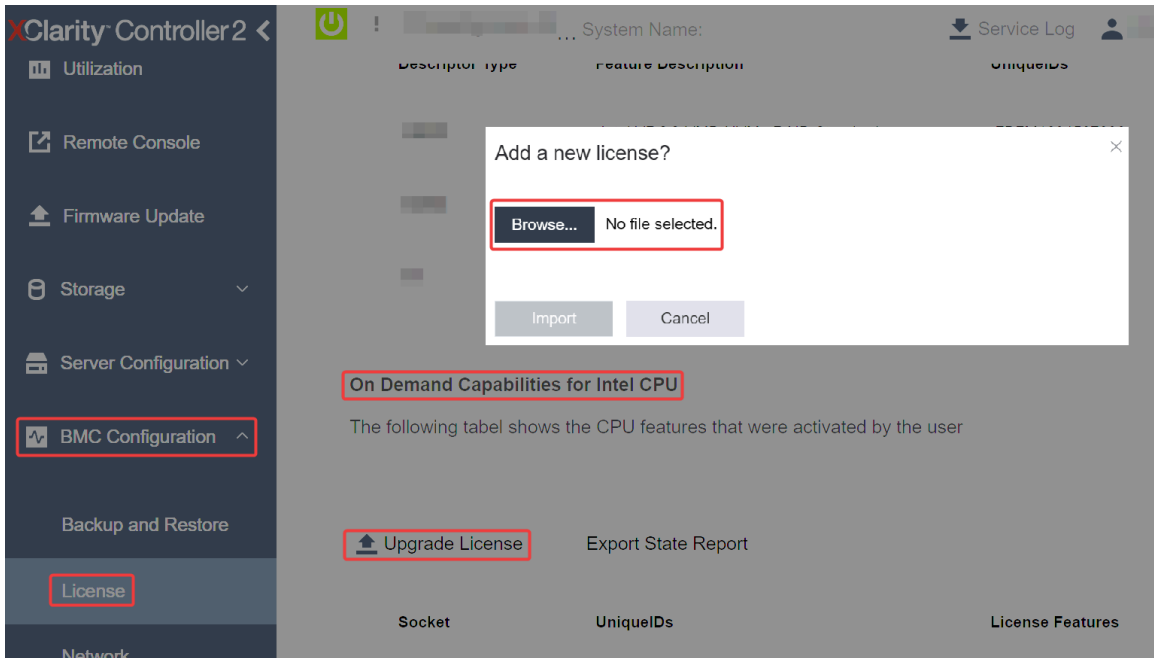 XClarity™ Controller 2
Utilization
Remote Console
Firmware Update
Storage
Server Configuration
BMC Configuration
Backup and Restore
License
Network
... System Name:
Service Log
Descriptor Type Feature Description UniqueIDs
Add a new license?
Browse... No file selected.
Import Cancel
On Demand Capabilities for Intel CPU
The following tabel shows the CPU features that were activated by the user
Upgrade License Export State Report
Socket UniqueIDs License Features